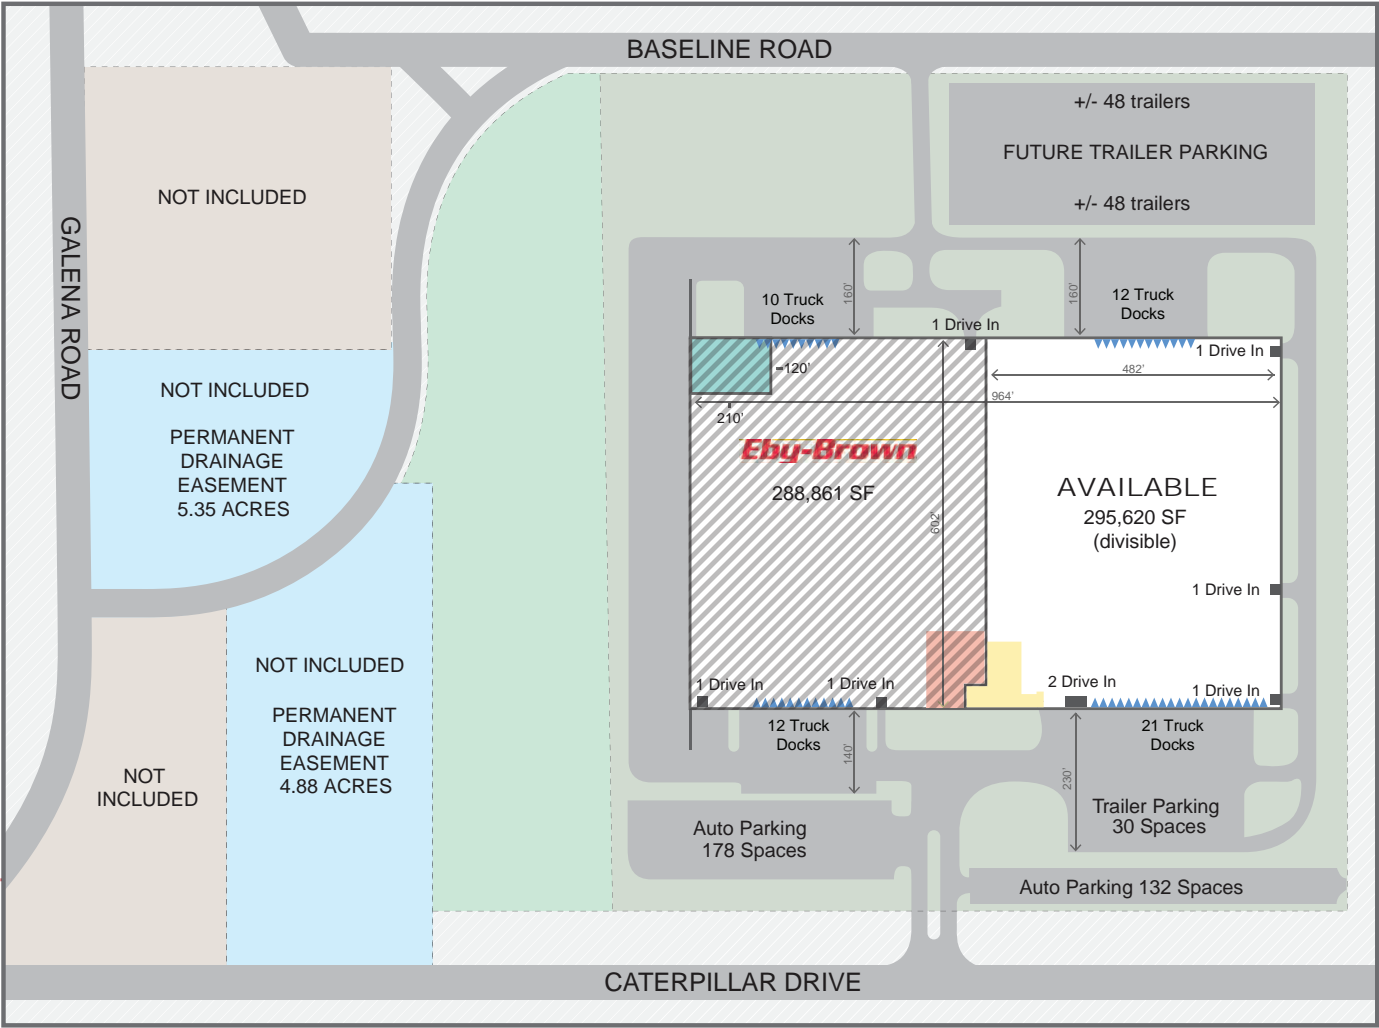 BASELINE ROAD
+/- 48 trailers
FUTURE TRAILER PARKING
+/- 48 trailers
NOT INCLUDED
GALENA ROAD
NOT INCLUDED
PERMANENT
DRAINAGE
EASEMENT
5.35 ACRES
NOT INCLUDED
PERMANENT
DRAINAGE
EASEMENT
4.88 ACRES
NOT
INCLUDED
10 Truck
Docks
160'
1 Drive In
160'
12 Truck
Docks
1 Drive In
120'
482'
964'
210'
Eby-Brown
288,861 SF
602'
AVAILABLE
295,620 SF
(divisible)
1 Drive In
1 Drive In
1 Drive In
2 Drive In
1 Drive In
12 Truck
Docks
140'
21 Truck
Docks
230'
Trailer Parking
30 Spaces
Auto Parking
178 Spaces
Auto Parking 132 Spaces
CATERPILLAR DRIVE